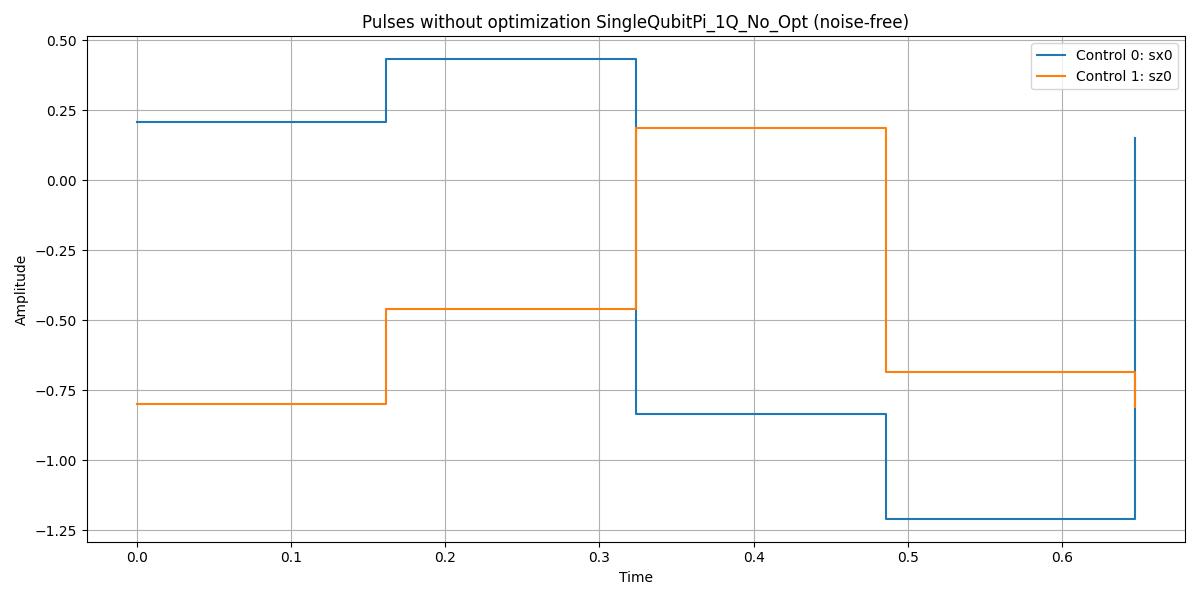 Pulses without optimization SingleQubitPi_1Q_No_Opt (noise-free)
Control 0: sx0
Control 1: sz0
Amplitude
0.50
0.25
0.00
−0.25
−0.50
−0.75
−1.00
−1.25
0.0 0.1 0.2 0.3 0.4 0.5 0.6
Time